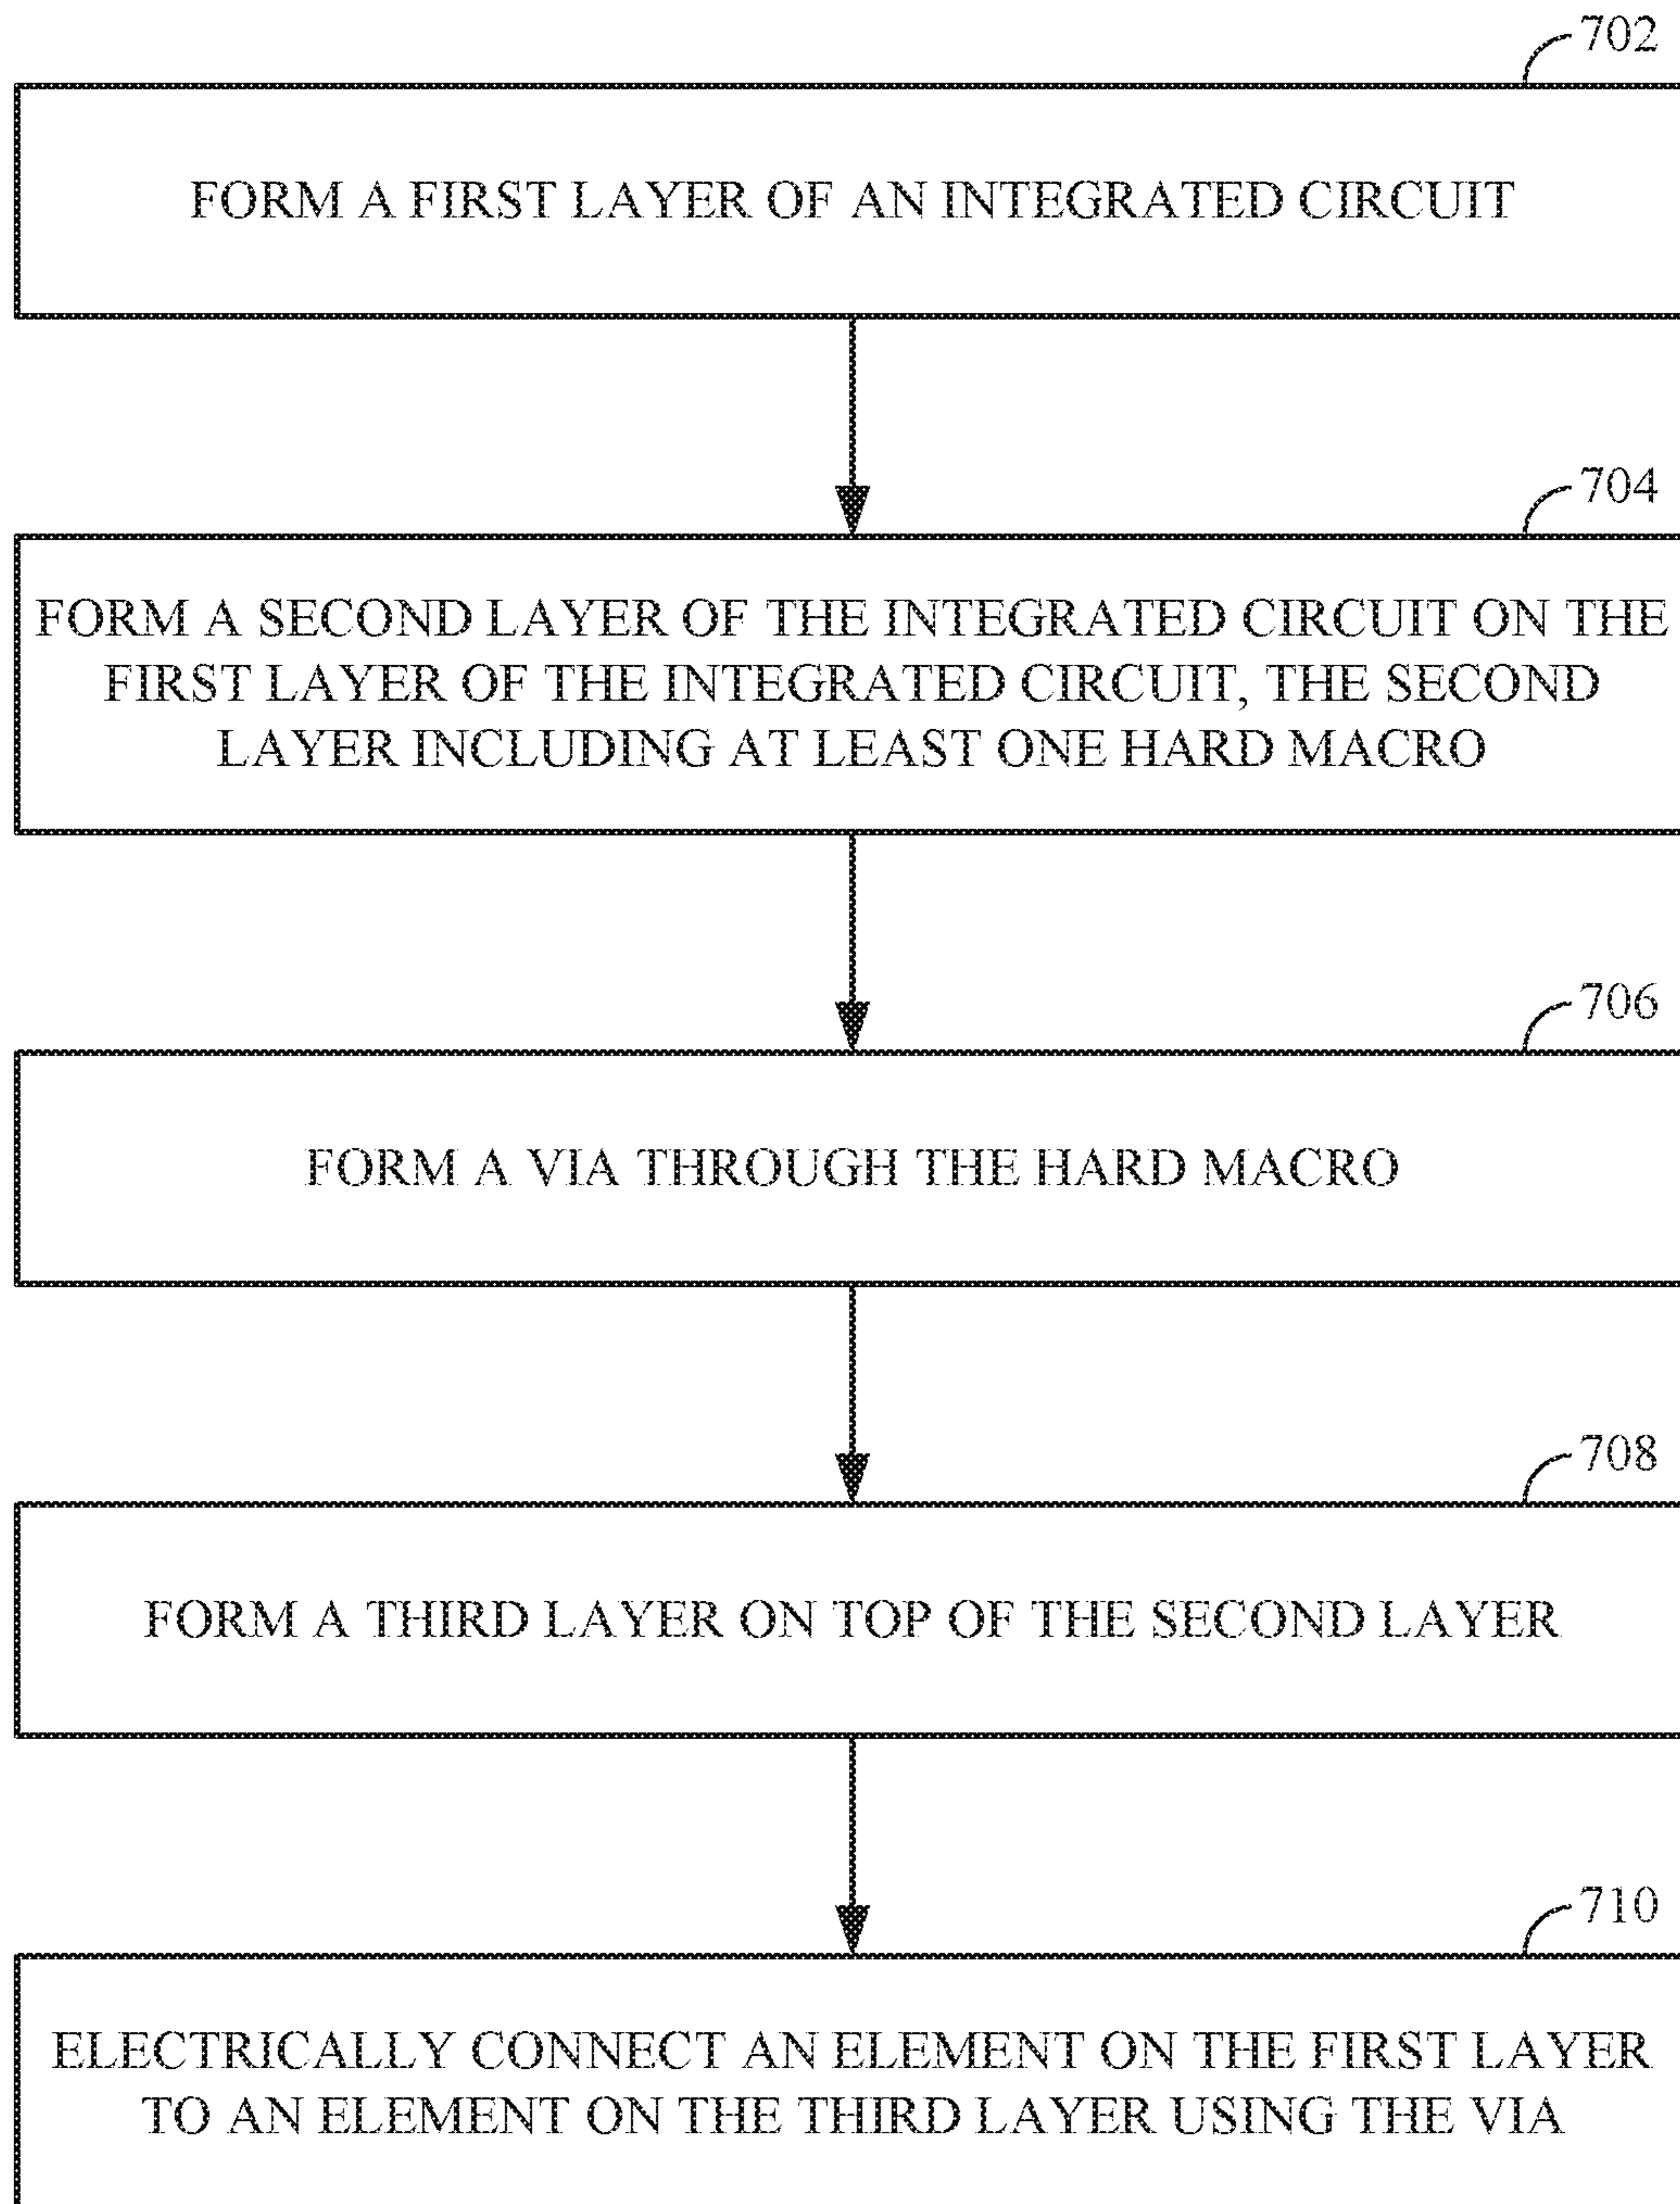 702
FORM A FIRST LAYER OF AN INTEGRATED CIRCUIT
704
FORM A SECOND LAYER OF THE INTEGRATED CIRCUIT ON THE
FIRST LAYER OF THE INTEGRATED CIRCUIT, THE SECOND
LAYER INCLUDING AT LEAST ONE HARD MACRO
706
FORM A VIA THROUGH THE HARD MACRO
708
FORM A THIRD LAYER ON TOP OF THE SECOND LAYER
710
ELECTRICALLY CONNECT AN ELEMENT ON THE FIRST LAYER
TO AN ELEMENT ON THE THIRD LAYER USING THE VIA